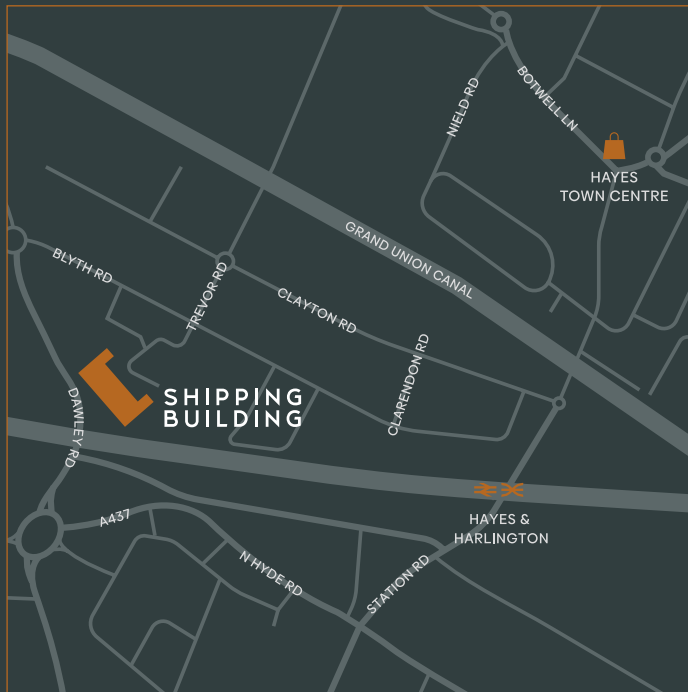 NIELD RD
BOTWELL LN
HAYES
TOWN CENTRE
GRAND UNION CANAL
BLYTH RD
TREVOR RD
CLAYTON RD
CLARENDON RD
SHIPPING
BUILDING
DAWLEY RD
HAYES &
HARLINGTON
A437
N HYDE RD
STATION RD